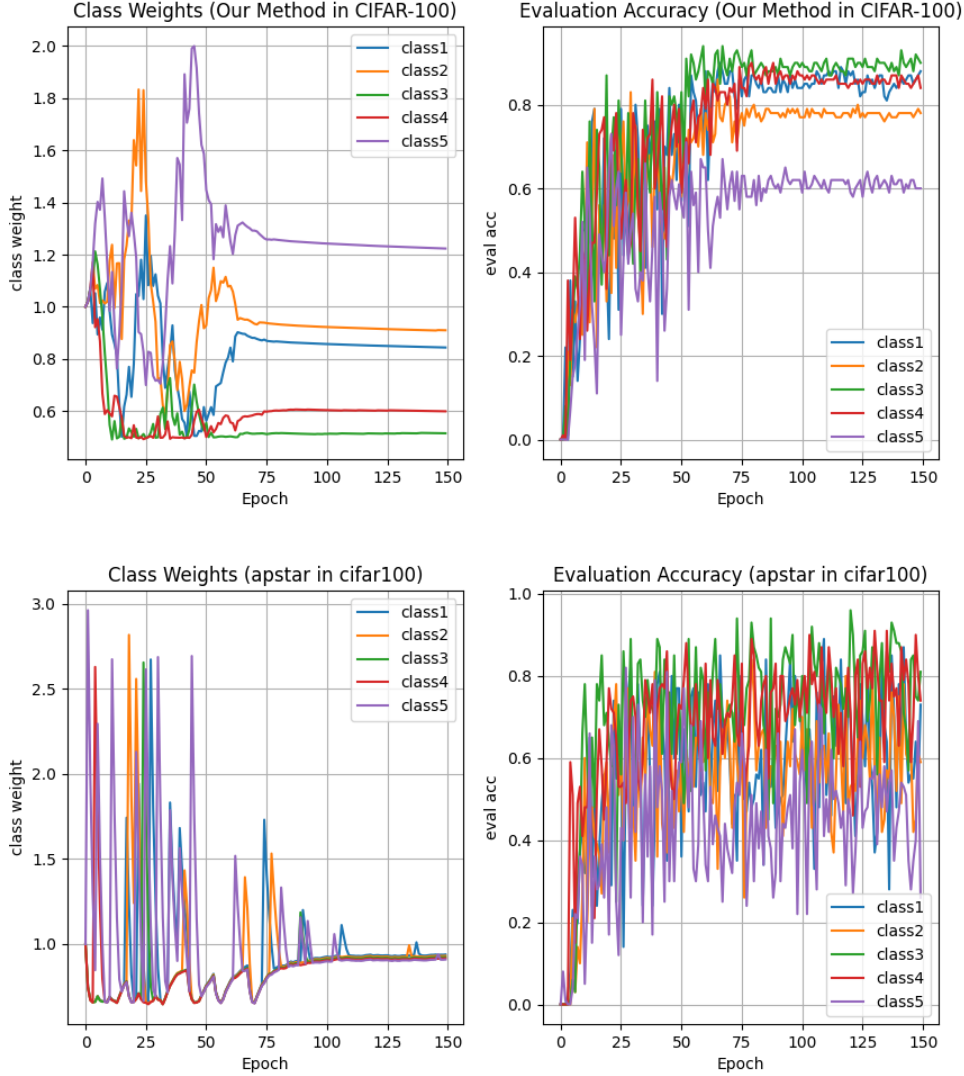 Class Weights (Our Method in CIFAR-100)
2.0
1.8
1.6
1.4
1.2
1.0
0.8
0.6
class weight
class1
class2
class3
class4
class5
0
25
50
75
100
125
150
Epoch
Evaluation Accuracy (Our Method in CIFAR-100)
0.8
0.6
0.4
0.2
0.0
eval acc
class1
class2
class3
class4
class5
0
25
50
75
100
125
150
Epoch
Class Weights (apstar in cifar100)
3.0
2.5
2.0
1.5
1.0
class weight
class1
class2
class3
class4
class5
0
25
50
75
100
125
150
Epoch
Evaluation Accuracy (apstar in cifar100)
1.0
0.8
0.6
0.4
0.2
0.0
eval acc
class1
class2
class3
class4
class5
0
25
50
75
100
125
150
Epoch